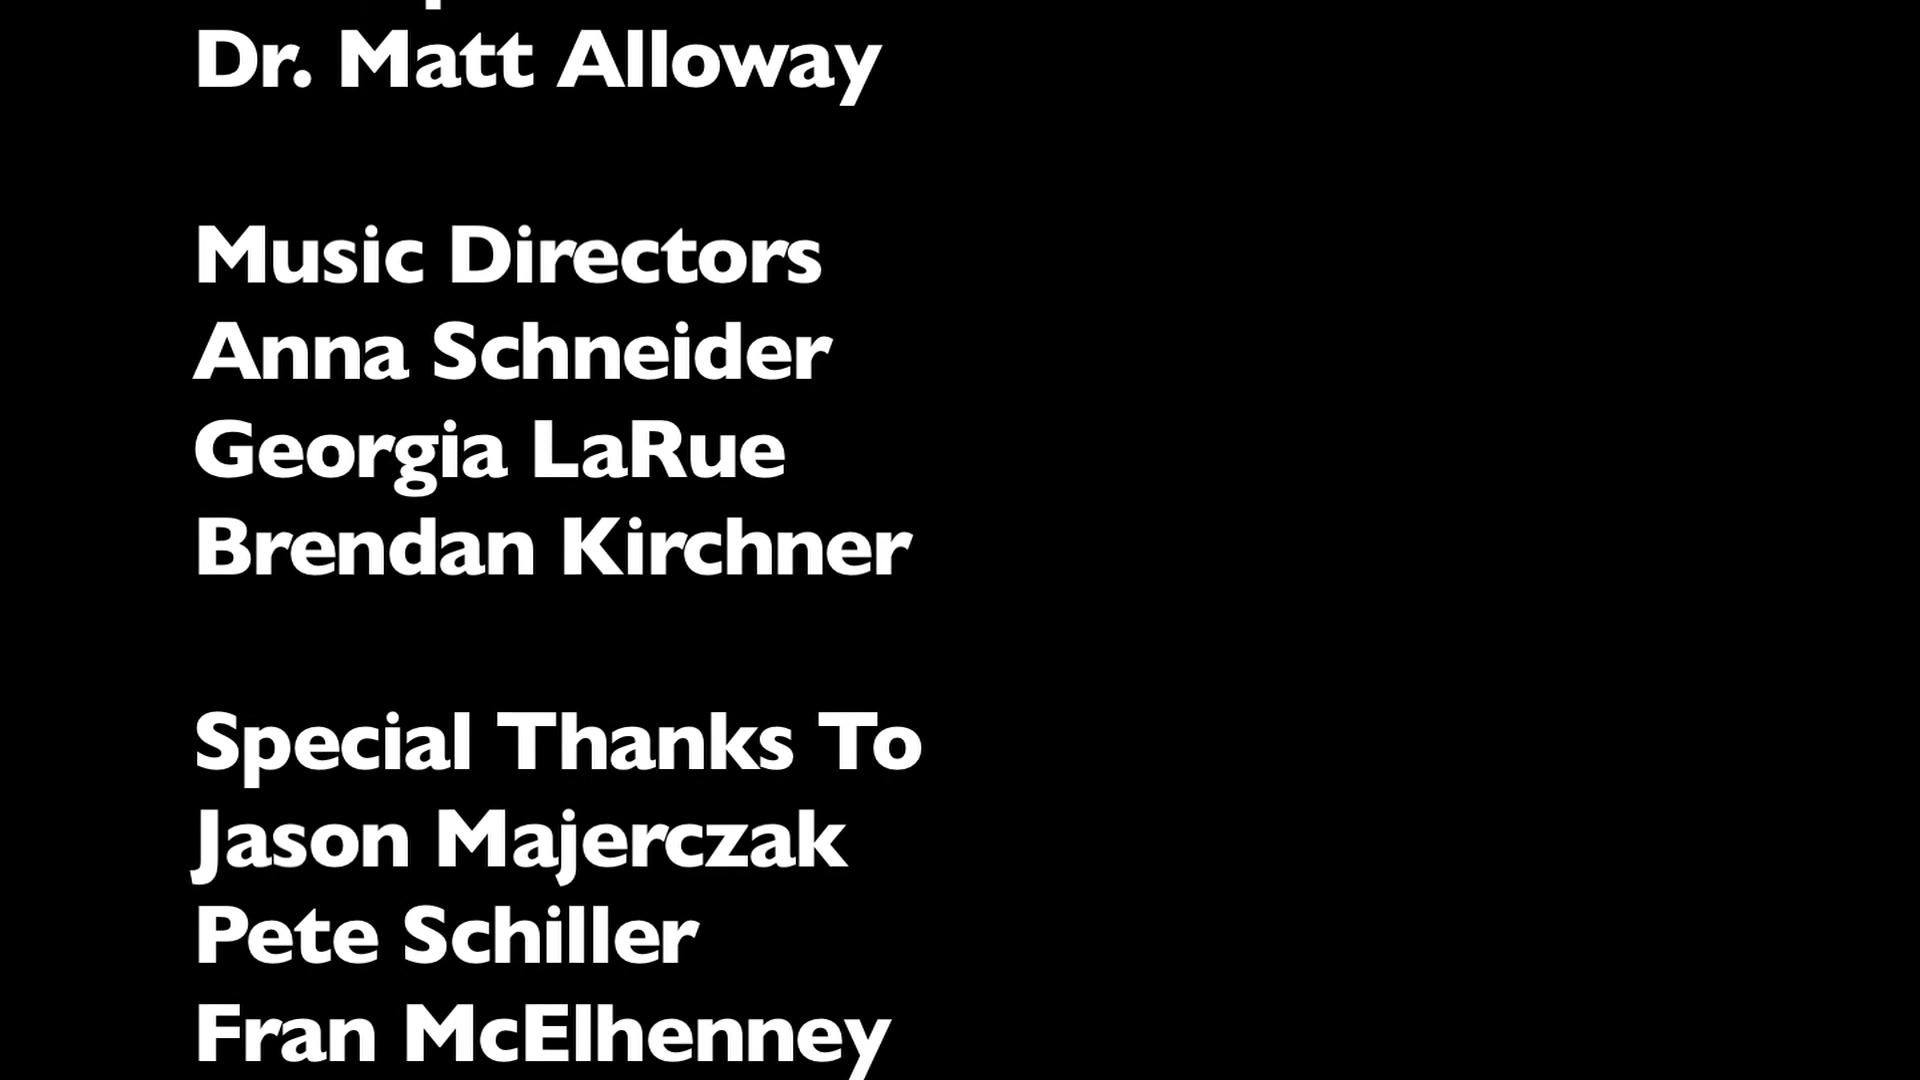 Dr. Matt Alloway
Music Directors
Anna Schneider
Georgia LaRue
Brendan Kirchner
Special Thanks To
Jason Majerczak
Pete Schiller
Fran McElhenney